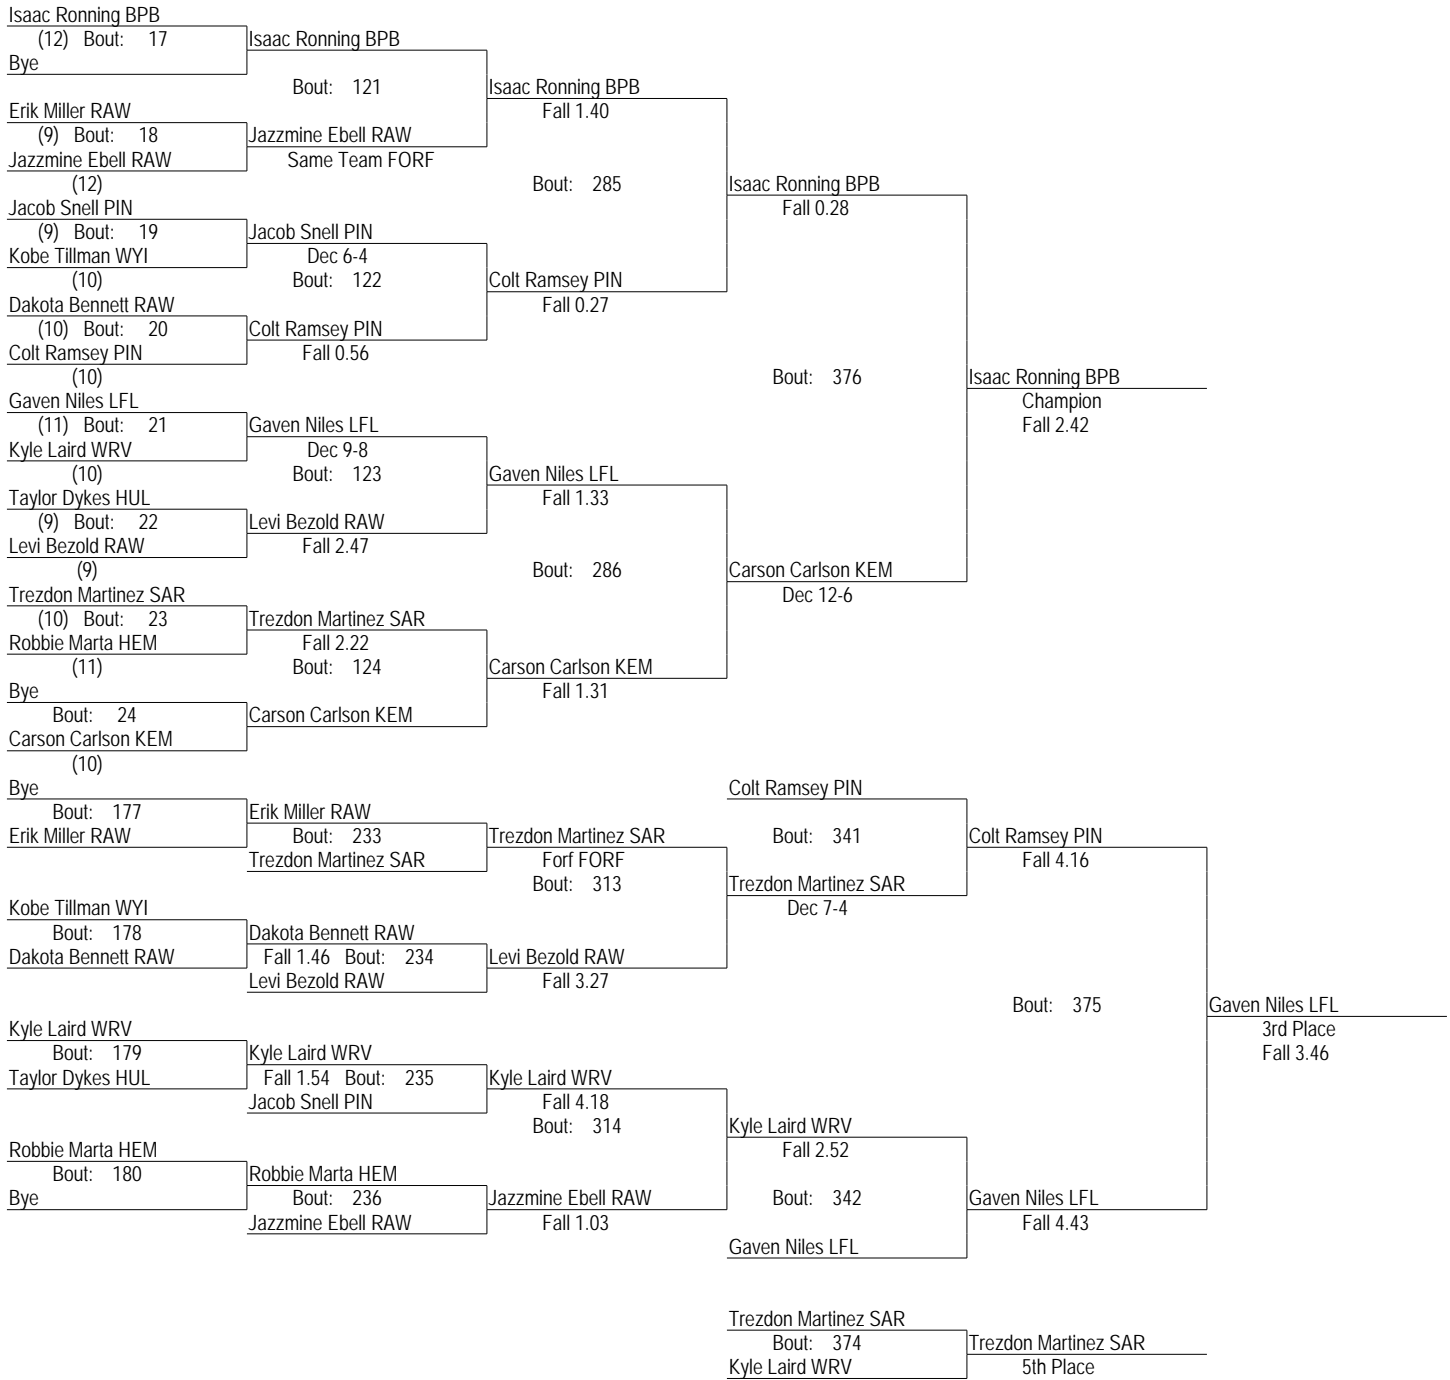 Isaac Ronning BPB
(12) Bout: 17 Isaac Ronning BPB
Bye
Bout: 121 Isaac Ronning BPB
Erik Miller RAW Fall 1.40
(9) Bout: 18 Jazzmine Ebell RAW
Jazzmine Ebell RAW Same Team FORF
(12) Bout: 285 Isaac Ronning BPB
Jacob Snell PIN Fall 0.28
(9) Bout: 19 Jacob Snell PIN
Kobe Tillman WYI Dec 6-4
(10) Bout: 122 Colt Ramsey PIN
Dakota Bennett RAW Fall 0.27
(10) Bout: 20 Colt Ramsey PIN
Colt Ramsey PIN Fall 0.56
(10) Bout: 376 Isaac Ronning BPB
Gaven Niles LFL Champion
(11) Bout: 21 Gaven Niles LFL Fall 2.42
Kyle Laird WRV Dec 9-8
(10) Bout: 123 Gaven Niles LFL
Taylor Dykes HUL Fall 1.33
(9) Bout: 22 Levi Bezold RAW
Levi Bezold RAW Fall 2.47
(9) Bout: 286 Carson Carlson KEM
Trezdon Martinez SAR Dec 12-6
(10) Bout: 23 Trezdon Martinez SAR
Robbie Marta HEM Fall 2.22
(11) Bout: 124 Carson Carlson KEM
Bye Fall 1.31
Bout: 24 Carson Carlson KEM
Carson Carlson KEM
(10)
Bye Colt Ramsey PIN
Bout: 177 Erik Miller RAW
Erik Miller RAW Bout: 233 Trezdon Martinez SAR Bout: 341 Colt Ramsey PIN
Trezdon Martinez SAR Forf FORF Fall 4.16
Bout: 313 Trezdon Martinez SAR
Kobe Tillman WYI Dec 7-4
Bout: 178 Dakota Bennett RAW
Dakota Bennett RAW Fall 1.46 Bout: 234 Levi Bezold RAW
Levi Bezold RAW Fall 3.27
Bout: 375 Gaven Niles LFL
Kyle Laird WRV 3rd Place
Bout: 179 Kyle Laird WRV Fall 3.46
Taylor Dykes HUL Fall 1.54 Bout: 235 Kyle Laird WRV
Jacob Snell PIN Fall 4.18
Bout: 314 Kyle Laird WRV
Robbie Marta HEM Fall 2.52
Bout: 180 Robbie Marta HEM
Bye Bout: 236 Jazzmine Ebell RAW Bout: 342 Gaven Niles LFL
Jazzmine Ebell RAW Fall 1.03 Fall 4.43
Gaven Niles LFL
Trezdon Martinez SAR
Bout: 374 Trezdon Martinez SAR
Kyle Laird WRV 5th Place